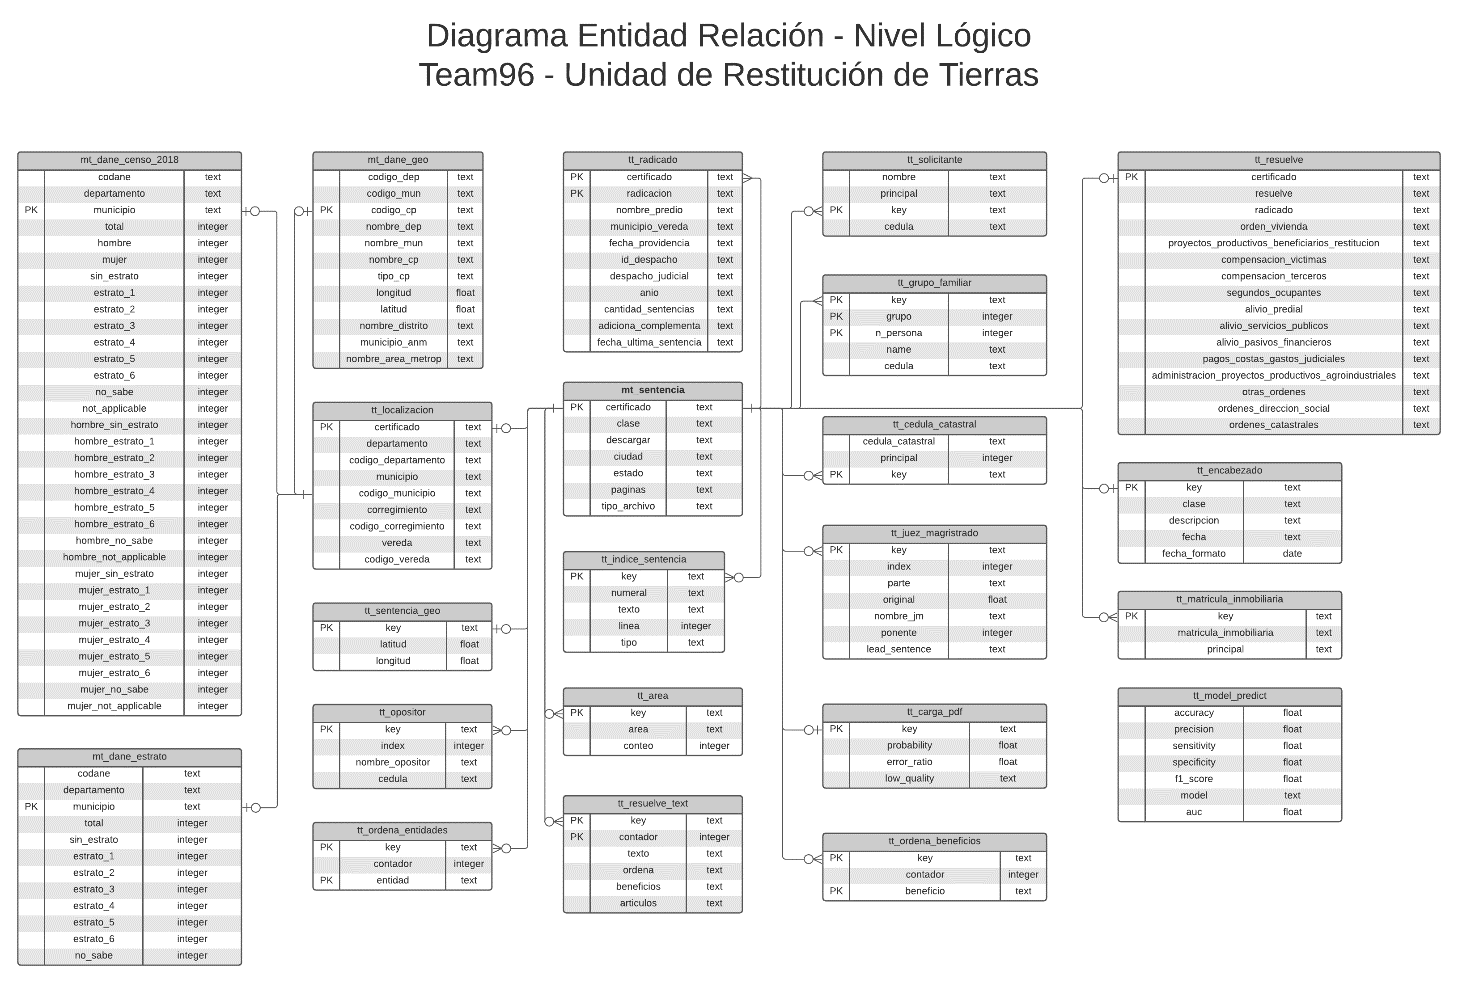 Diagrama Entidad Relación - Nivel Lógico
Team96 - Unidad de Restitución de Tierras
mt_dane_censo_2018
codane text
departamento text
PK municipio text
total integer
hombre integer
mujer integer
sin_estrato integer
estrato_1 integer
estrato_2 integer
estrato_3 integer
estrato_4 integer
estrato_5 integer
estrato_6 integer
no_sabe integer
not_applicable integer
hombre_sin_estrato integer
hombre_estrato_1 integer
hombre_estrato_2 integer
hombre_estrato_3 integer
hombre_estrato_4 integer
hombre_estrato_5 integer
hombre_estrato_6 integer
hombre_no_sabe integer
hombre_not_applicable integer
mujer_sin_estrato integer
mujer_estrato_1 integer
mujer_estrato_2 integer
mujer_estrato_3 integer
mujer_estrato_4 integer
mujer_estrato_5 integer
mujer_estrato_6 integer
mujer_no_sabe integer
mujer_not_applicable integer
mt_dane_estrato
codane text
departamento text
PK municipio text
total integer
sin_estrato integer
estrato_1 integer
estrato_2 integer
estrato_3 integer
estrato_4 integer
estrato_5 integer
estrato_6 integer
no_sabe integer
mt_dane_geo
codigo_dep text
codigo_mun text
PK codigo_cp text
nombre_dep text
nombre_mun text
nombre_cp text
tipo_cp text
longitud float
latitud float
nombre_distrito text
municipio_anm text
nombre_area_metrop text
tt_localizacion
PK certificado text
departamento text
codigo_departamento text
municipio text
codigo_municipio text
corregimiento text
codigo_corregimiento text
vereda text
codigo_vereda text
tt_sentencia_geo
PK key text
latitud float
longitud float
tt_opositor
PK key text
index integer
nombre_opositor text
cedula text
tt_ordena_entidades
PK key text
contador integer
PK entidad text
tt_radicado
PK certificado text
PK radicacion text
nombre_predio text
municipio_vereda text
fecha_providencia text
id_despacho text
despacho_judicial text
anio text
cantidad_sentencias text
adiciona_complementa text
fecha_ultima_sentencia text
mt_sentencia
PK certificado text
clase text
descargar text
ciudad text
estado text
paginas text
tipo_archivo text
tt_indice_sentencia
PK key text
numeral text
texto text
linea integer
tipo text
tt_area
PK key text
area text
conteo integer
tt_resuelve_text
PK key text
PK contador integer
texto text
ordena text
beneficios text
articulos text
tt_solicitante
nombre text
principal text
PK key text
cedula text
tt_grupo_familiar
PK key text
PK grupo integer
PK n_persona integer
name text
cedula text
tt_cedula_catastral
cedula_catastral text
principal integer
PK key text
tt_juez_magristrado
PK key text
index integer
parte text
original float
nombre_jm text
ponente integer
lead_sentence text
tt_carga_pdf
PK key text
probability float
error_ratio float
low_quality text
tt_ordena_beneficios
PK key text
contador integer
PK beneficio text
tt_resuelve
PK certificado text
resuelve text
radicado text
orden_vivienda text
proyectos_productivos_beneficiarios_restitucion text
compensacion_victimas text
compensacion_terceros text
segundos_ocupantes text
alivio_predial text
alivio_servicios_publicos text
alivio_pasivos_financieros text
pagos_costas_gastos_judiciales text
administracion_proyectos_productivos_agroindustriales text
otras_ordenes text
ordenes_direccion_social text
ordenes_catastrales text
tt_encabezado
PK key text
clase text
descripcion text
fecha text
fecha_formato date
tt_matricula_inmobiliaria
PK key text
matricula_inmobiliaria text
principal text
tt_model_predict
accuracy float
precision float
sensitivity float
specificity float
f1_score float
model text
auc float